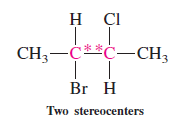 H Cl
CH3—C**C—CH3
Br H
Two stereocenters